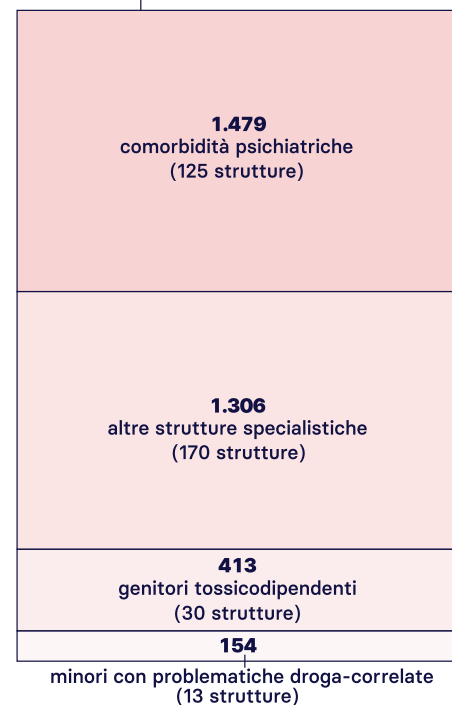 1.479
comorbidità psichiatriche
(125 strutture)
1.306
altre strutture specialistiche
(170 strutture)
413
genitori tossicodipendenti
(30 strutture)
154
minori con problematiche droga-correlate
(13 strutture)